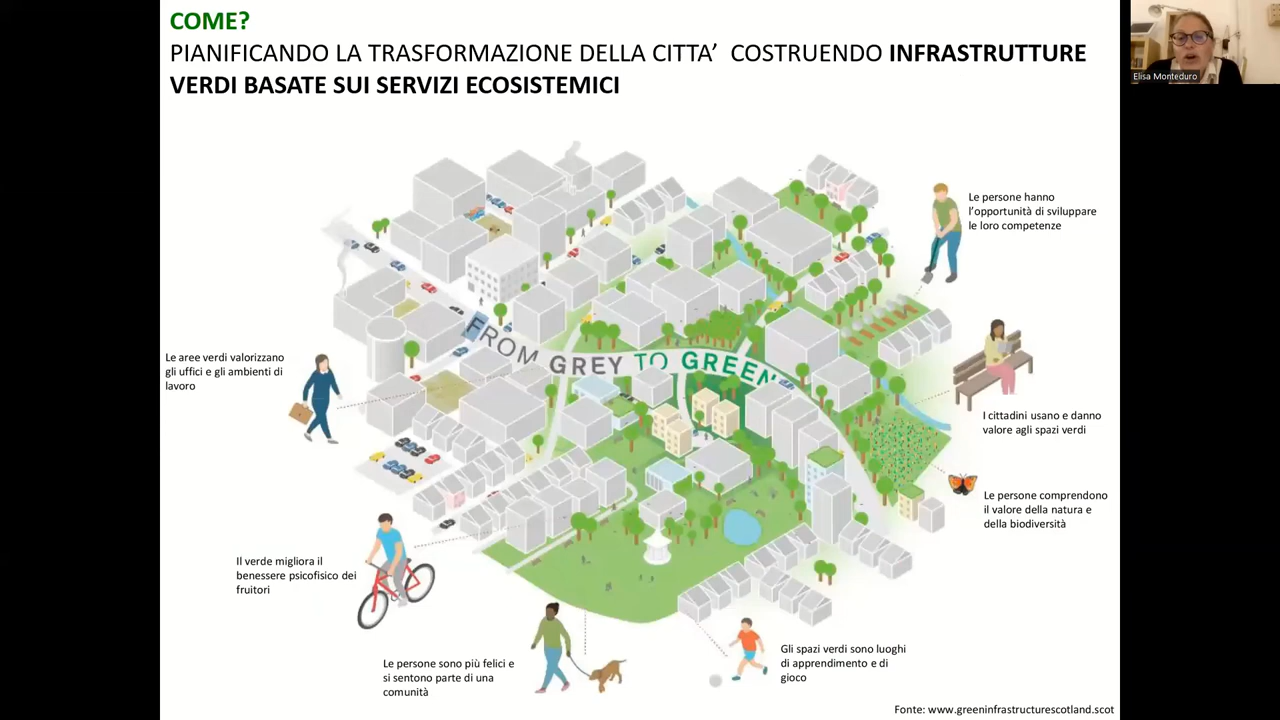 COME?
PIANIFICANDO LA TRASFORMAZIONE DELLA CITTA’ COSTRUENDO INFRASTRUTTURE
VERDI BASATE SUI SERVIZI ECOSISTEMICI
Elisa Monteduro
Le persone hanno
l’opportunità di sviluppare
le loro competenze
FROM GREY TO GREEN
Le aree verdi valorizzano
gli uffici e gli ambienti di
lavoro
I cittadini usano e danno
valore agli spazi verdi
Le persone comprendono
il valore della natura e
della biodiversità
Il verde migliora il
benessere psicofisico dei
fruitori
Le persone sono più felici e
si sentono parte di una
comunità
Gli spazi verdi sono luoghi
di apprendimento e di
gioco
Fonte: www.greeninfrastructurescotland.scot